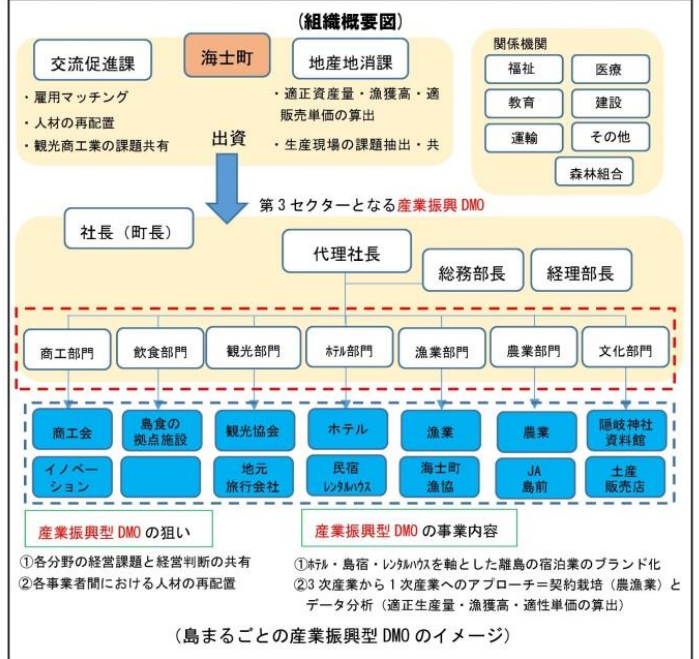 (組織概要図)
交流促進課
海士町
地産地消課
・雇用マッチング
・人材の再配置
・観光商工業の課題共有
・適正資産量・漁獲高・適
販売単価の算出
・生産現場の課題抽出・共
出資
関係機関
福祉
医療
教育
建設
運輸
その他
森林組合
第3セクターとなる産業振興DMO
社長(町長)
代理社長
総務部長
経理部長
商工部門
飲食部門
観光部門
ホテル部門
漁業部門
農業部門
文化部門
商工会
島食の
拠点施設
観光協会
ホテル
漁業
農業
隠岐神社
資料館
イノベー
ション
地元
旅行会社
民宿
レンタルハウス
海士町
漁協
JA
島前
土産
販売店
産業振興型DMOの狙い
①各分野の経営課題と経営判断の共有
②各事業者間における人材の再配置
産業振興型DMOの事業内容
①ホテル・島宿・レンタルハウスを軸とした離島の宿泊業のブランド化
②3次産業から1次産業へのアプローチ=契約栽培(農漁業)と
データ分析(適正生産量・漁獲高・適性単価の算出)
(島まるごとの産業振興型DMOのイメージ)